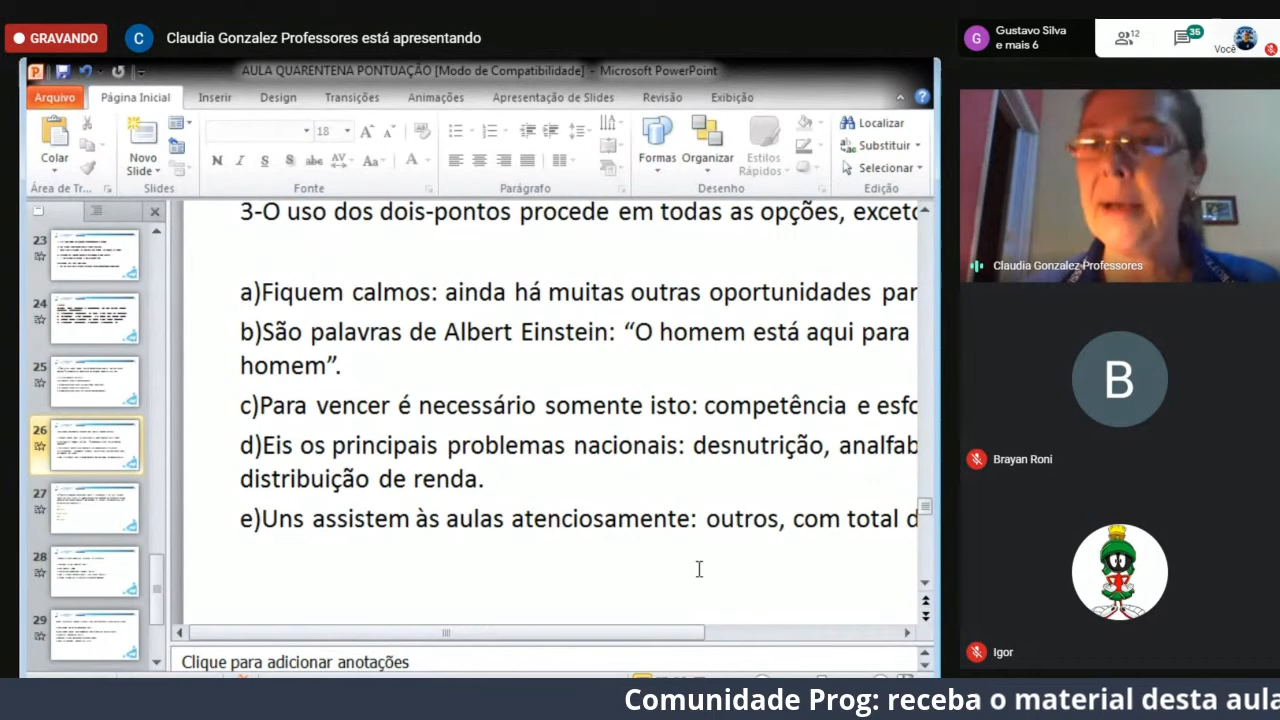 GRAVANDO
C
Claudia Gonzalez Professores está apresentando
G
Gustavo Silva
e mais 6
12
35
Você
P
AULA QUARENTENA PONTUAÇÃO [Modo de Compatibilidade] - Microsoft PowerPoint
Arquivo
Página Inicial
Inserir
Design
Transições
Animações
Apresentação de Slides
Revisão
Exibição
Colar
Novo
Slide
18
N I S S abc AV Aa A
Formas
Organizar
Estilos
Rápidos
Localizar
Substituir
Selecionar
Área de Tr...
Slides
Fonte
Parágrafo
Desenho
Edição
23
24
25
26
27
28
29
3-O uso dos dois-pontos procede em todas as opções, exceto
a)Fiquem calmos: ainda há muitas outras oportunidades par
b)São palavras de Albert Einstein: “O homem está aqui para
homem”.
c)Para vencer é necessário somente isto: competência e esfo
d)Eis os principais problemas nacionais: desnutrição, analfab
distribuição de renda.
e)Uns assistem às aulas atenciosamente: outros, com total d
Clique para adicionar anotações
Claudia Gonzalez Professores
B
Brayan Roni
Igor
Comunidade Prog: receba o material desta aula